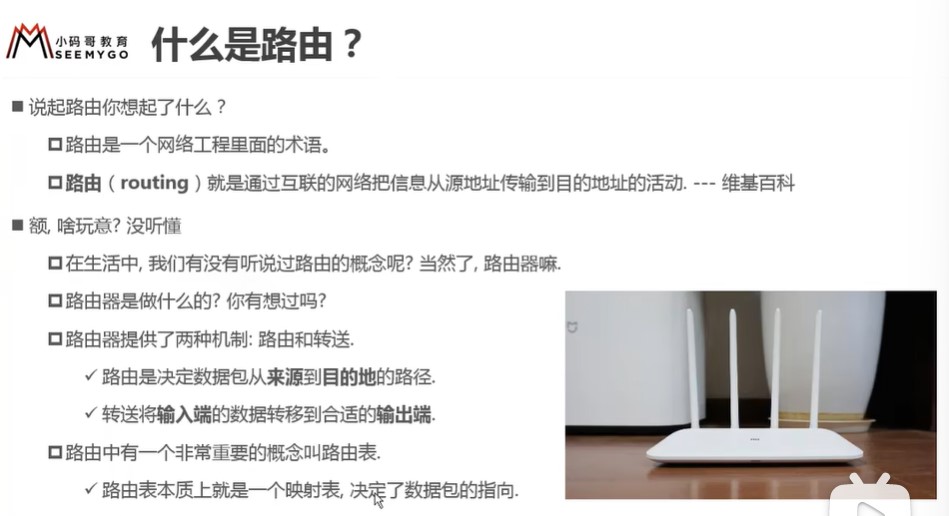 小码哥教育
SEEMYGO
什么是路由？
■ 说起路由你想起了什么？
路由是一个网络工程里面的术语。
路由（routing）就是通过互联的网络把信息从源地址传输到目的地址的活动. --- 维基百科
■ 额, 啥玩意? 没听懂
在生活中, 我们有没有听说过路由的概念呢? 当然了, 路由器嘛.
路由器是做什么的? 你有想过吗?
路由器提供了两种机制: 路由和转送.
✓ 路由是决定数据包从来源到目的地的路径.
✓ 转送将输入端的数据转移到合适的输出端.
路由中有一个非常重要的概念叫路由表.
✓ 路由表本质上就是一个映射表, 决定了数据包的指向.